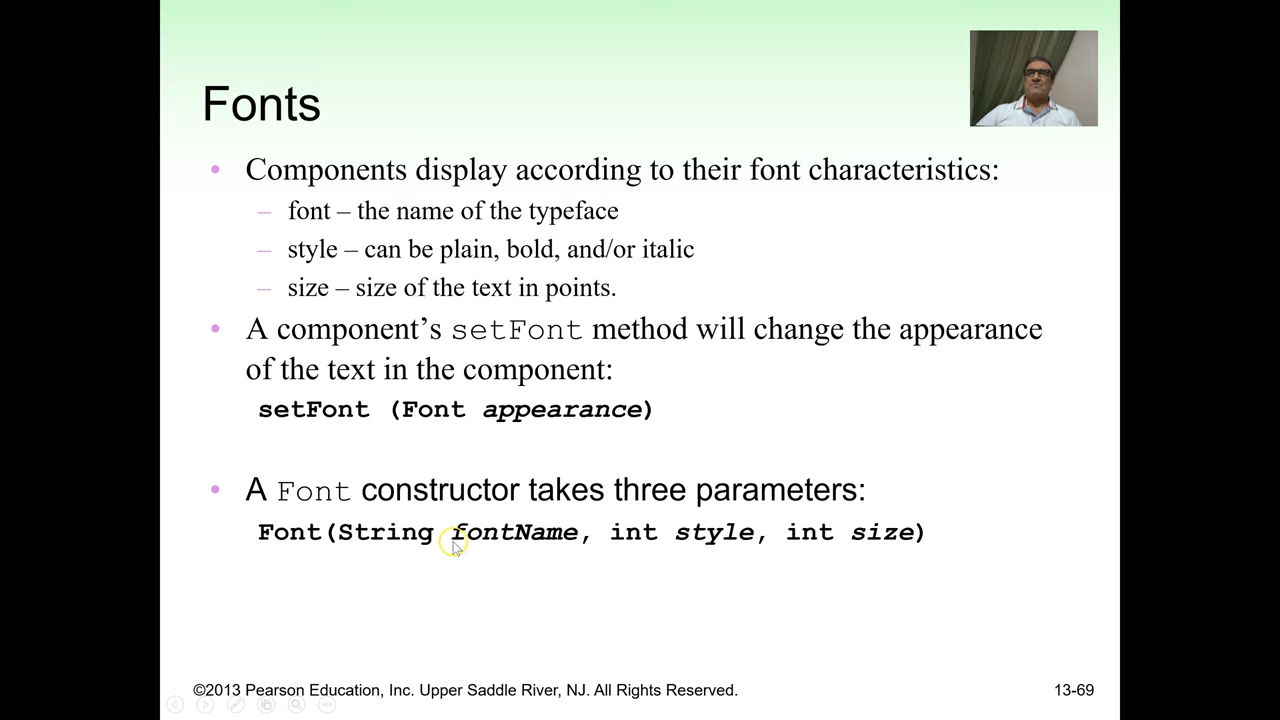 Fonts
• Components display according to their font characteristics:
– font – the name of the typeface
– style – can be plain, bold, and/or italic
– size – size of the text in points.
• A component’s setFont method will change the appearance
of the text in the component:
setFont (Font appearance)
• A Font constructor takes three parameters:
Font(String fontName, int style, int size)
©2013 Pearson Education, Inc. Upper Saddle River, NJ. All Rights Reserved.
13-69